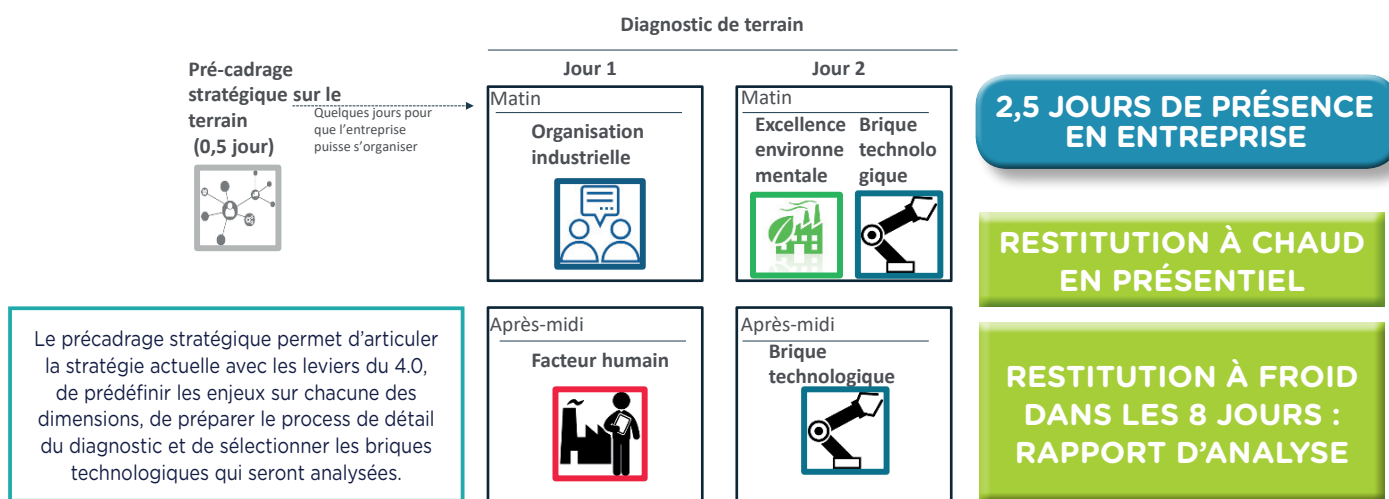 Diagnostic de terrain
Pré-cadrage
stratégique sur le
terrain
(0,5 jour)
Quelques jours pour
que l'entreprise
puisse s'organiser
Jour 1
Jour 2
Matin
Organisation
industrielle
Matin
Excellence
environne
mentale
Brique
technolo
gique
Après-midi
Facteur humain
Après-midi
Brique
technologique
2,5 JOURS DE PRÉSENCE
EN ENTREPRISE
RESTITUTION À CHAUD
EN PRÉSENTIEL
RESTITUTION À FROID
DANS LES 8 JOURS :
RAPPORT D'ANALYSE
Le précadrage stratégique permet d'articuler
la stratégie actuelle avec les leviers du 4.0,
de prédéfinir les enjeux sur chacune des
dimensions, de préparer le process de détail
du diagnostic et de sélectionner les briques
technologiques qui seront analysées.